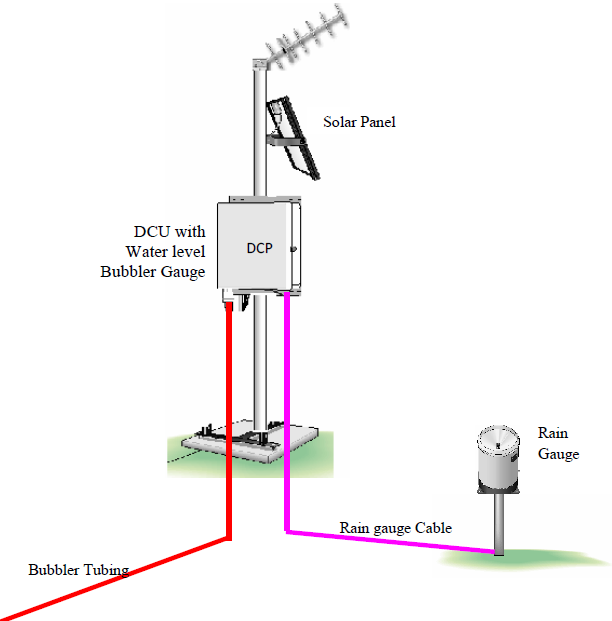 Solar Panel
DCU with
Water level
Bubbler Gauge
DCP
Rain
Gauge
Rain gauge Cable
Bubbler Tubing